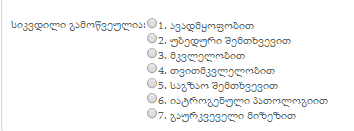 სიკვდილი გამოწვეულია: 1. ავადმყოფობით
2. უბედური შემთხვევით
3. მკვლელობით
4. თვითმკვლელობით
5. საგზაო შემთხვევით
6. იატროგენული პათოლოგიით
7. გაურკვეველი მიზეზით